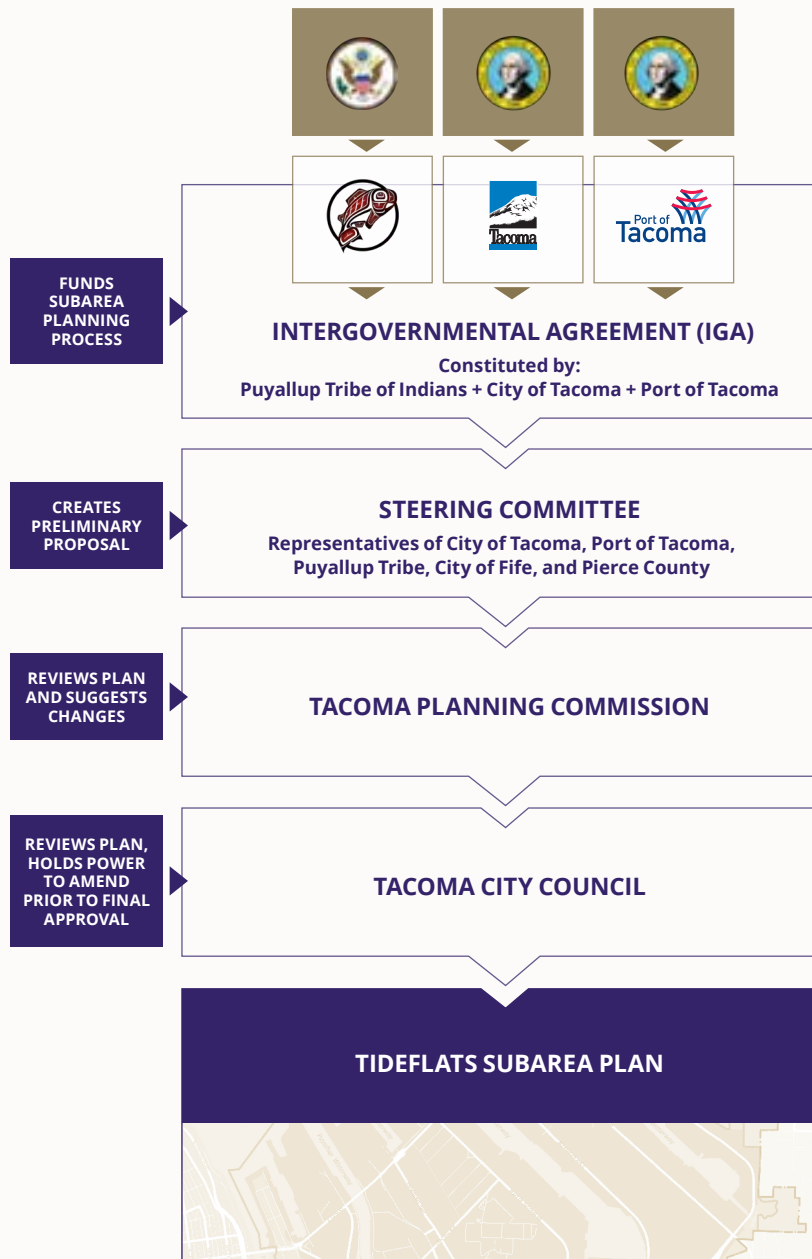 Tacoma
Port of
Tacoma
FUNDS
SUBAREA
PLANNING
PROCESS
INTERGOVERNMENTAL AGREEMENT (IGA)
Constituted by:
Puyallup Tribe of Indians + City of Tacoma + Port of Tacoma
CREATES
PRELIMINARY
PROPOSAL
STEERING COMMITTEE
Representatives of City of Tacoma, Port of Tacoma,
Puyallup Tribe, City of Fife, and Pierce County
REVIEWS PLAN
AND SUGGESTS
CHANGES
TACOMA PLANNING COMMISSION
REVIEWS PLAN,
HOLDS POWER
TO AMEND
PRIOR TO FINAL
APPROVAL
TACOMA CITY COUNCIL
TIDEFLATS SUBAREA PLAN